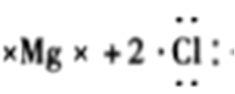 ×Mg × + 2 · Cl :